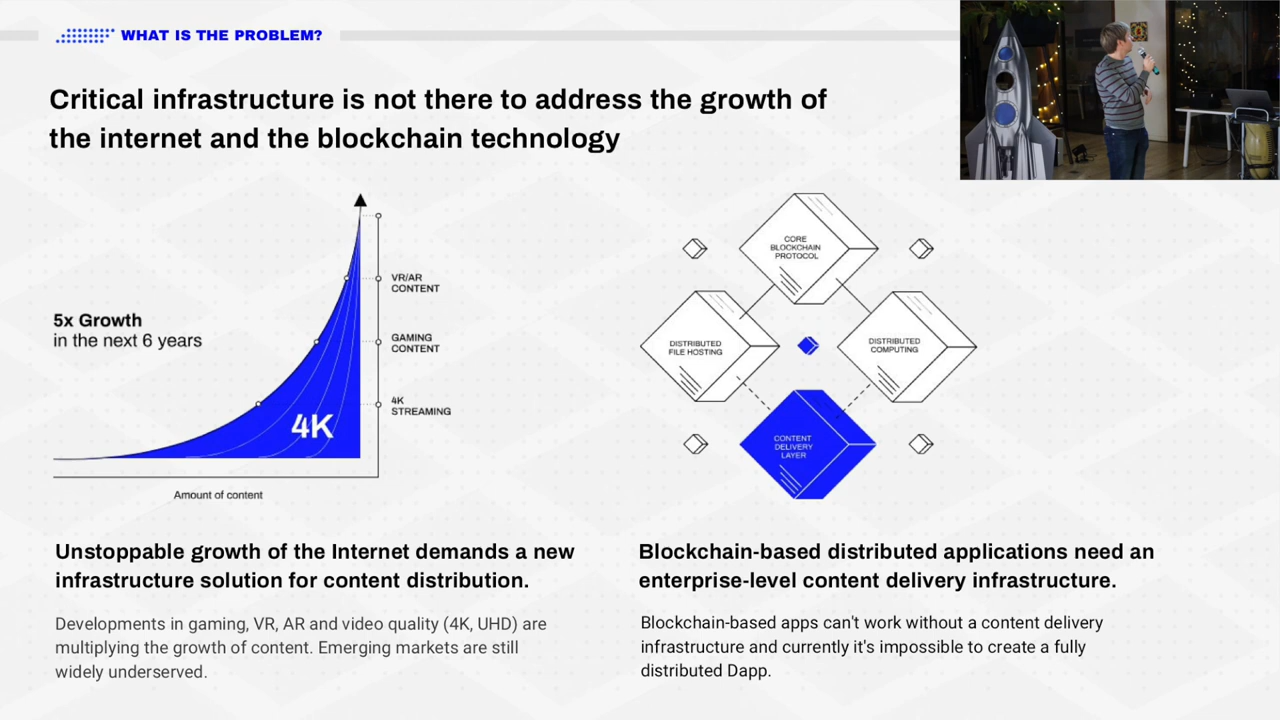 WHAT IS THE PROBLEM?
Critical infrastructure is not there to address the growth of
the internet and the blockchain technology
5x Growth
in the next 6 years
VR/AR
CONTENT
GAMING
CONTENT
4K
STREAMING
4K
Amount of content
CORE
BLOCKCHAIN
PROTOCOL
DISTRIBUTED
FILE HOSTING
DISTRIBUTED
COMPUTING
CONTENT
DELIVERY
LAYER
Unstoppable growth of the Internet demands a new
infrastructure solution for content distribution.
Developments in gaming, VR, AR and video quality (4K, UHD) are
multiplying the growth of content. Emerging markets are still
widely underserved.
Blockchain-based distributed applications need an
enterprise-level content delivery infrastructure.
Blockchain-based apps can't work without a content delivery
infrastructure and currently it's impossible to create a fully
distributed Dapp.